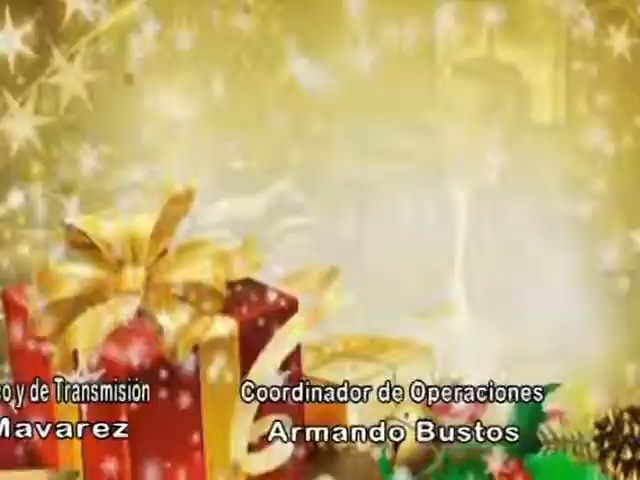 y de Transmisión
Mavarez
Coordinador de Operaciones
Armando Bustos